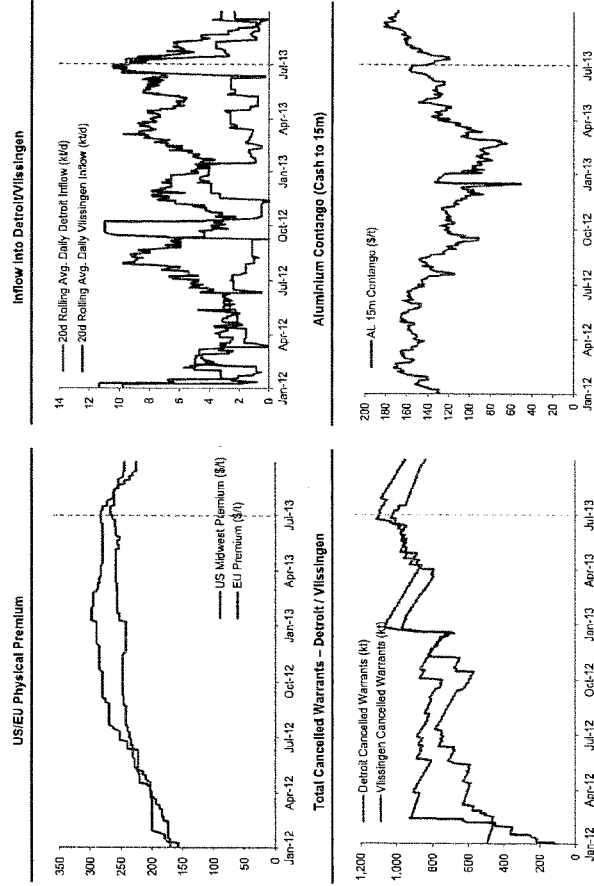 US/EU Physical Premium
350
300
250
200
150
100
50
0
US Midwest Premium ($/t)
EU Premium ($/t)
Jan-12
Apr-12
Jul-12
Oct-12
Jan-13
Apr-13
Jul-13
Inflow into Detroit/Vlissingen
14
12
10
8
6
4
2
0
20d Rolling Avg. Daily Detroit Inflow (kt/d)
20d Rolling Avg. Daily Vlissingen Inflow (kt/d)
Jan-12
Apr-12
Jul-12
Oct-12
Jan-13
Apr-13
Jul-13
Total Cancelled Warrants – Detroit / Vlissingen
1,200
1,000
800
600
400
200
0
Detroit Cancelled Warrants (kt)
Vlissingen Cancelled Warrants (kt)
Jan-12
Apr-12
Jul-12
Oct-12
Jan-13
Apr-13
Jul-13
Aluminium Contango (Cash to 15m)
200
180
160
140
120
100
80
60
40
20
0
AL 15m Contango ($/t)
Jan-12
Apr-12
Jul-12
Oct-12
Jan-13
Apr-13
Jul-13